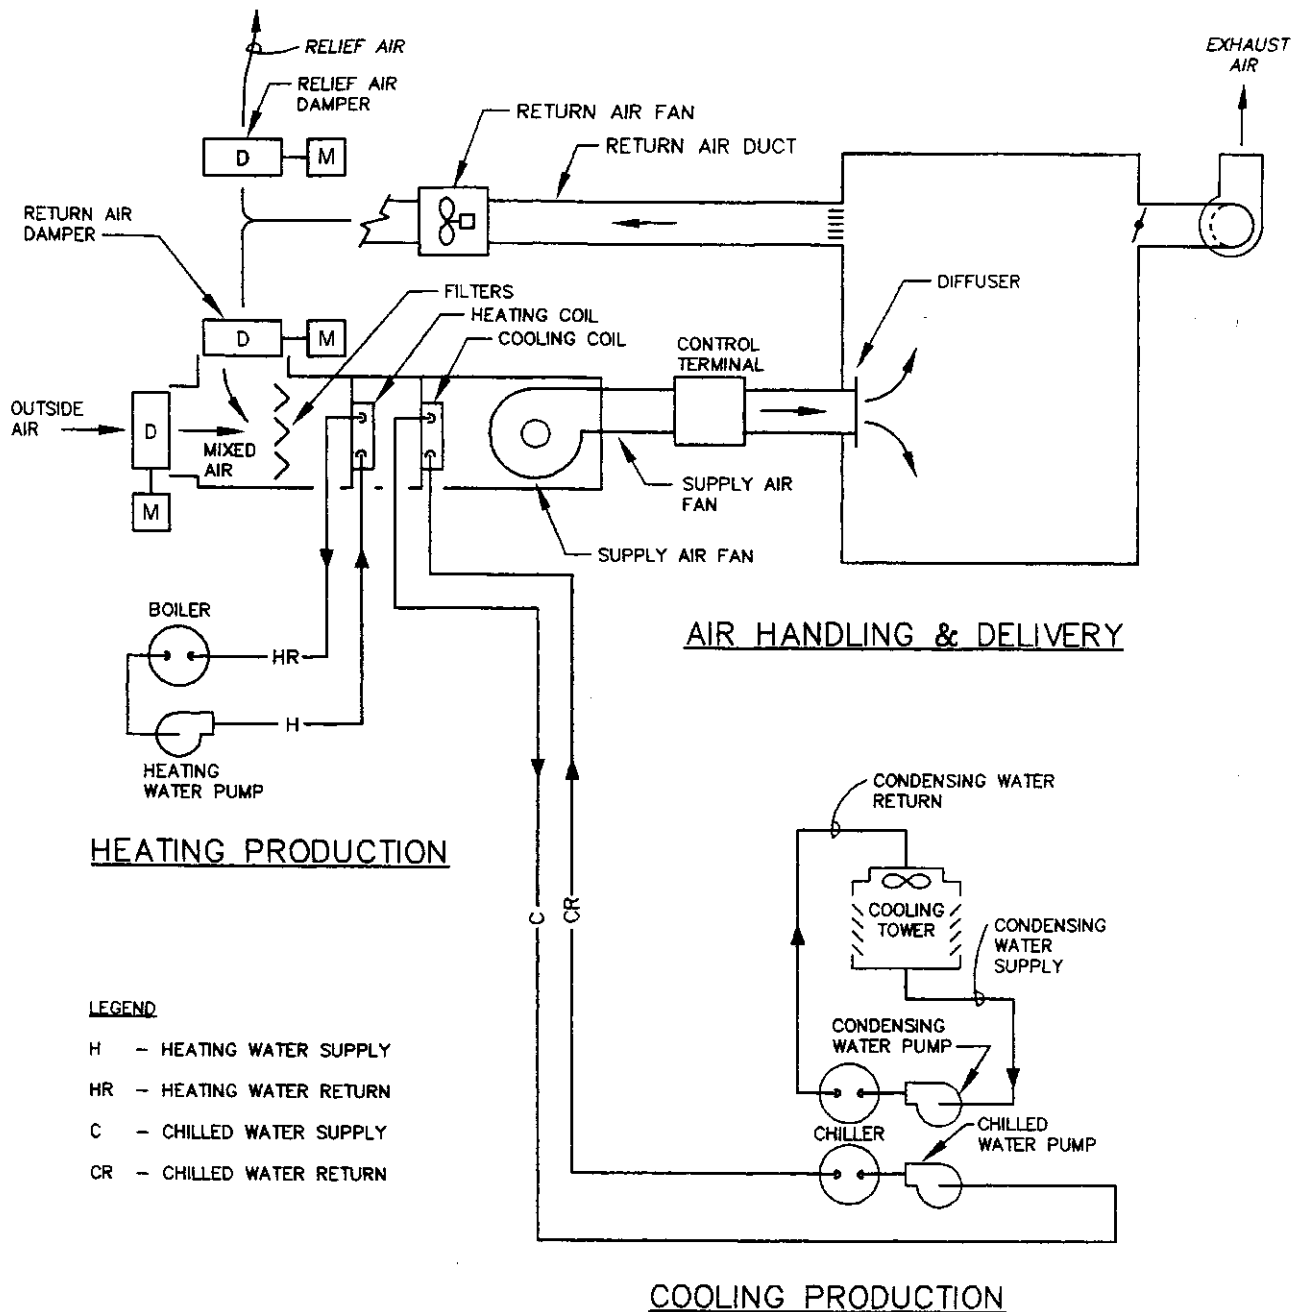 RELIEF AIR
RELIEF AIR
DAMPER
D
M
RETURN AIR FAN
RETURN AIR DUCT
EXHAUST
AIR
RETURN AIR
DAMPER
D
M
FILTERS
HEATING COIL
COOLING COIL
DIFFUSER
CONTROL
TERMINAL
OUTSIDE
AIR
D
MIXED
AIR
M
SUPPLY AIR
FAN
SUPPLY AIR FAN
AIR HANDLING & DELIVERY
BOILER
HR
H
HEATING
WATER PUMP
HEATING PRODUCTION
C
CR
CONDENSING WATER
RETURN
COOLING
TOWER
CONDENSING
WATER
SUPPLY
CONDENSING
WATER PUMP
CHILLER
CHILLED
WATER PUMP
LEGEND
H – HEATING WATER SUPPLY
HR – HEATING WATER RETURN
C – CHILLED WATER SUPPLY
CR – CHILLED WATER RETURN
COOLING PRODUCTION